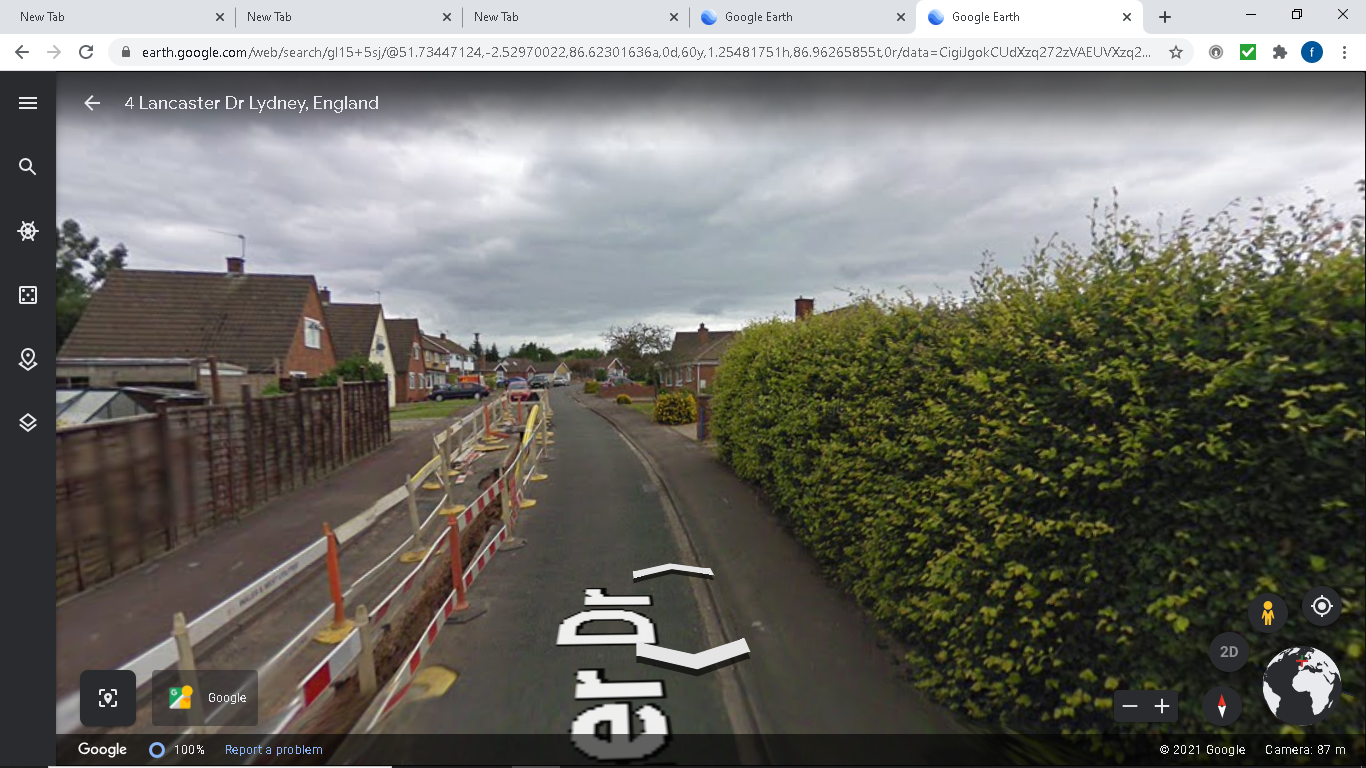 New Tab
New Tab
New Tab
Google Earth
Google Earth
earth.google.com/web/search/gl15+5sj/@51.73447124,-2.52970022,86.62301636a,0d,60y,1.25481751h,86.96265855t,0r/data=CigiJgokCUdXzq272zVAEUVXzq2...
f
4 Lancaster Dr Lydney, England
er Dr
2D
Google
Google
100%
Report a problem
© 2021 Google
Camera: 87 m